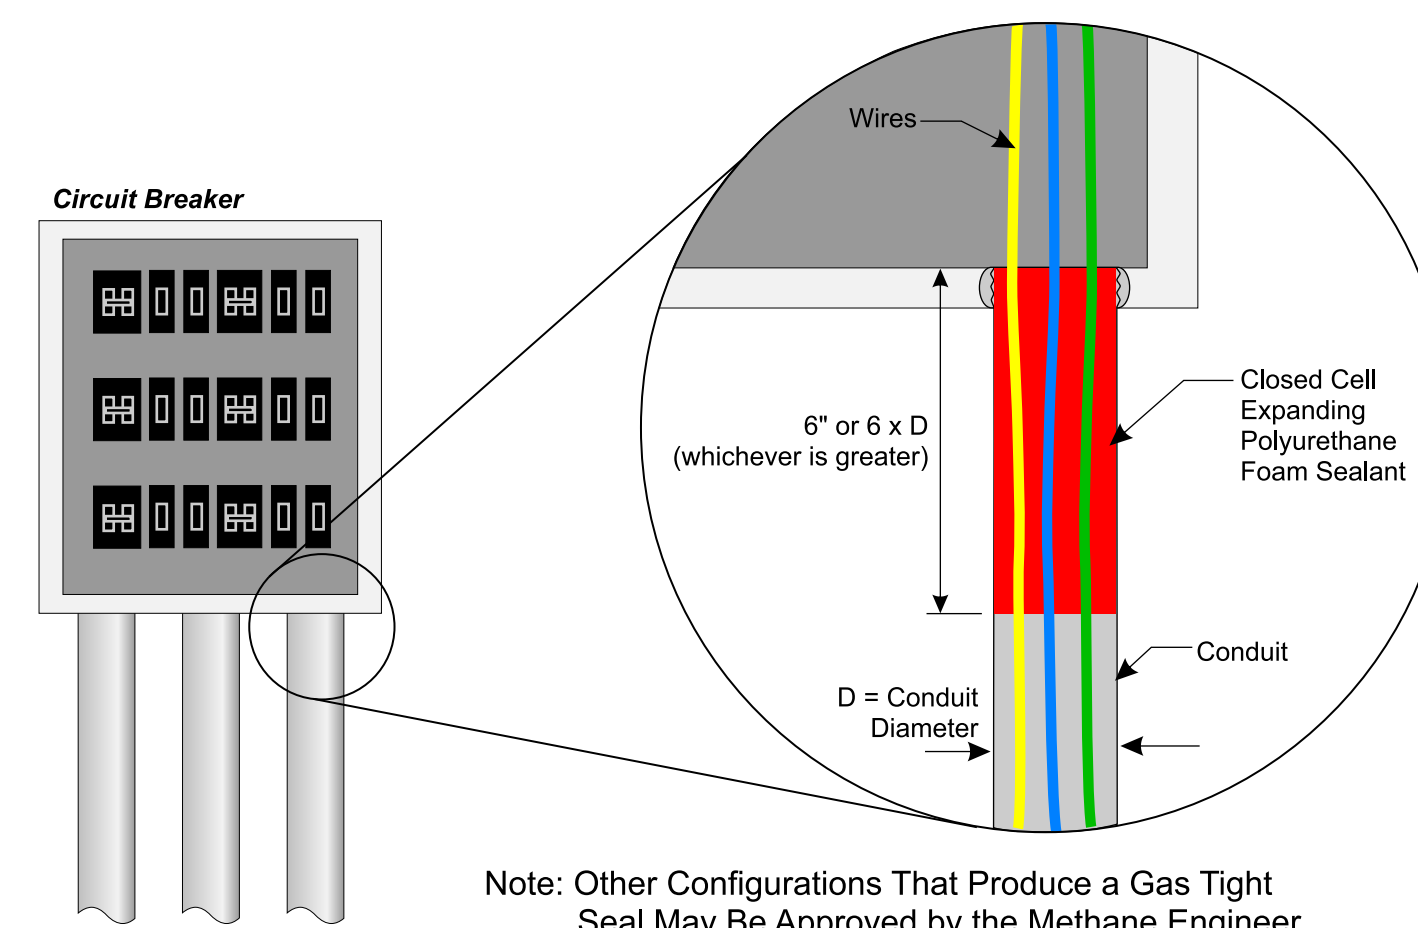 Circuit Breaker
Wires
6" or 6 x D
(whichever is greater)
Closed Cell
Expanding
Polyurethane
Foam Sealant
Conduit
D = Conduit
Diameter
Note: Other Configurations That Produce a Gas Tight
Seal May Be Approved by the Methane Engineer